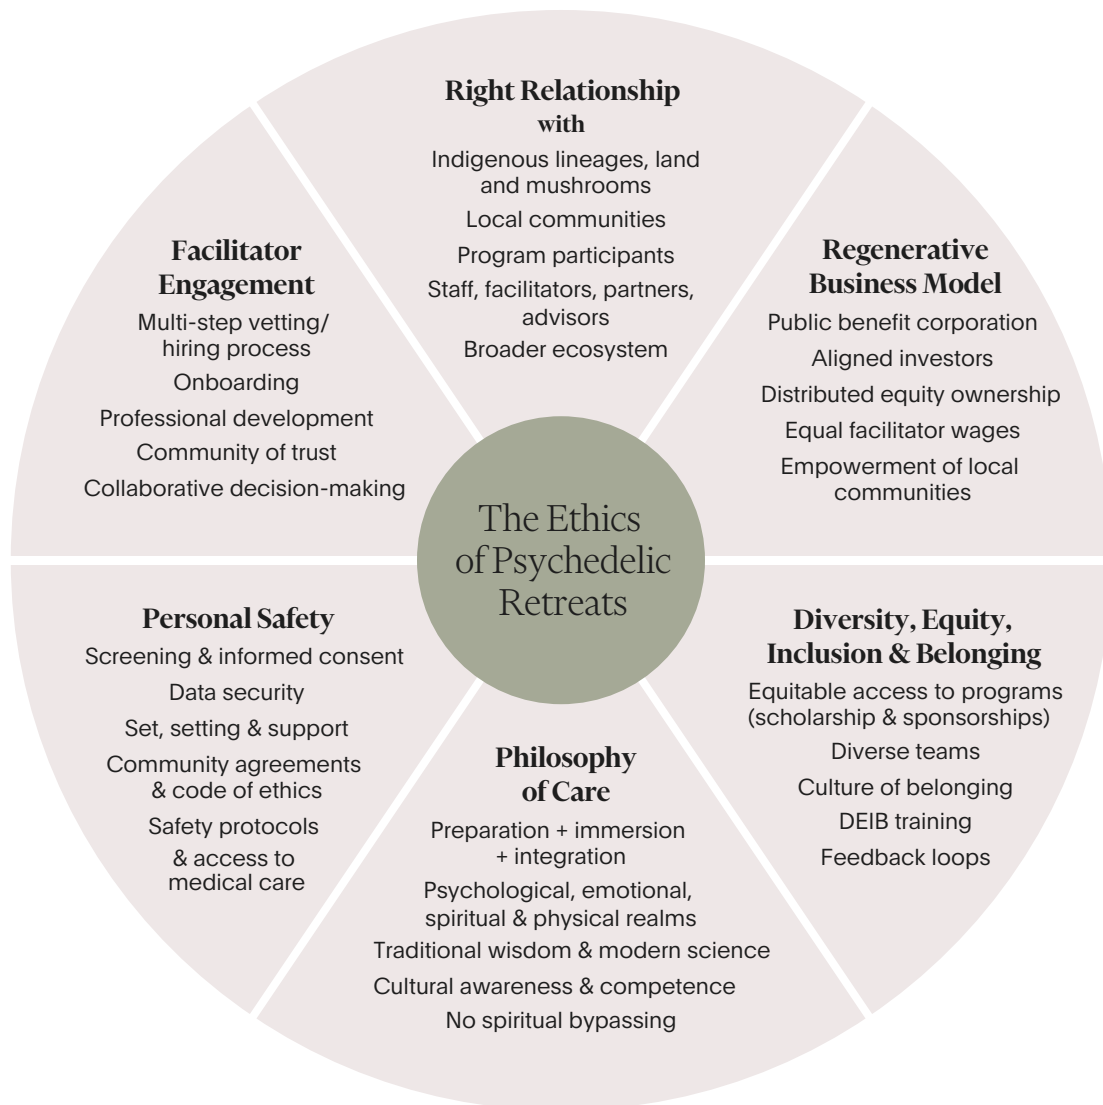 Right Relationship
with
Indigenous lineages, land
and mushrooms
Local communities
Program participants
Staff, facilitators, partners,
advisors
Broader ecosystem
Regenerative
Business Model
Public benefit corporation
Aligned investors
Distributed equity ownership
Equal facilitator wages
Empowerment of local
communities
Diversity, Equity,
Inclusion & Belonging
Equitable access to programs
(scholarship & sponsorships)
Diverse teams
Culture of belonging
DEIB training
Feedback loops
Philosophy
of Care
Preparation + immersion
+ integration
Psychological, emotional,
spiritual & physical realms
Traditional wisdom & modern science
Cultural awareness & competence
No spiritual bypassing
Personal Safety
Screening & informed consent
Data security
Set, setting & support
Community agreements
& code of ethics
Safety protocols
& access to
medical care
Facilitator
Engagement
Multi-step vetting/
hiring process
Onboarding
Professional development
Community of trust
Collaborative decision-making
The Ethics
of Psychedelic
Retreats